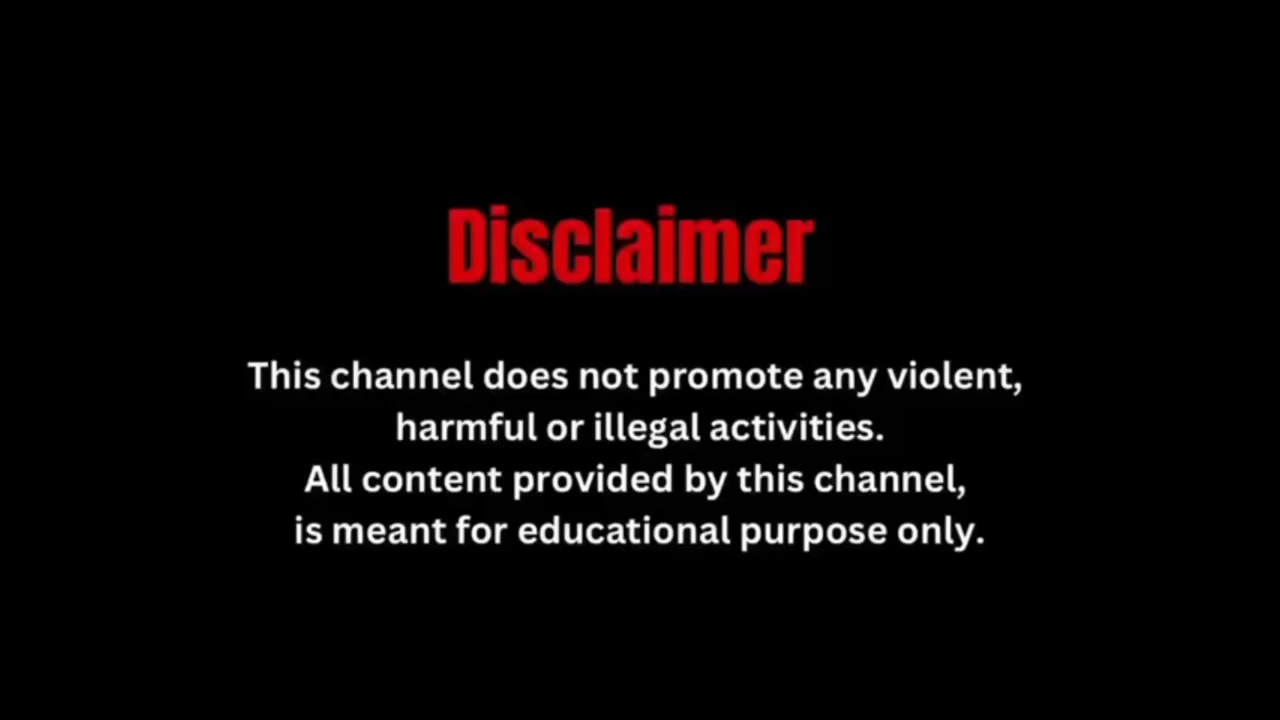 Disclaimer
This channel does not promote any violent,
harmful or illegal activities.
All content provided by this channel,
is meant for educational purpose only.